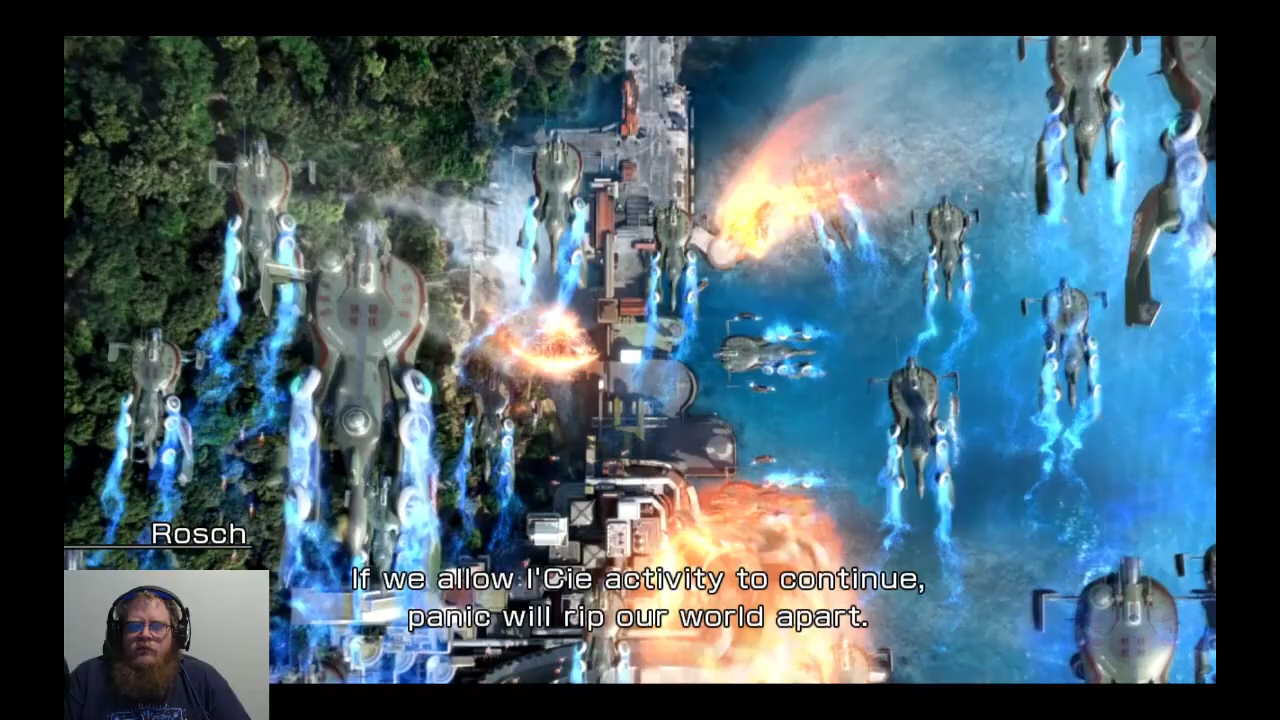 Rosch
If we allow l'Cie activity to continue,
panic will rip our world apart.